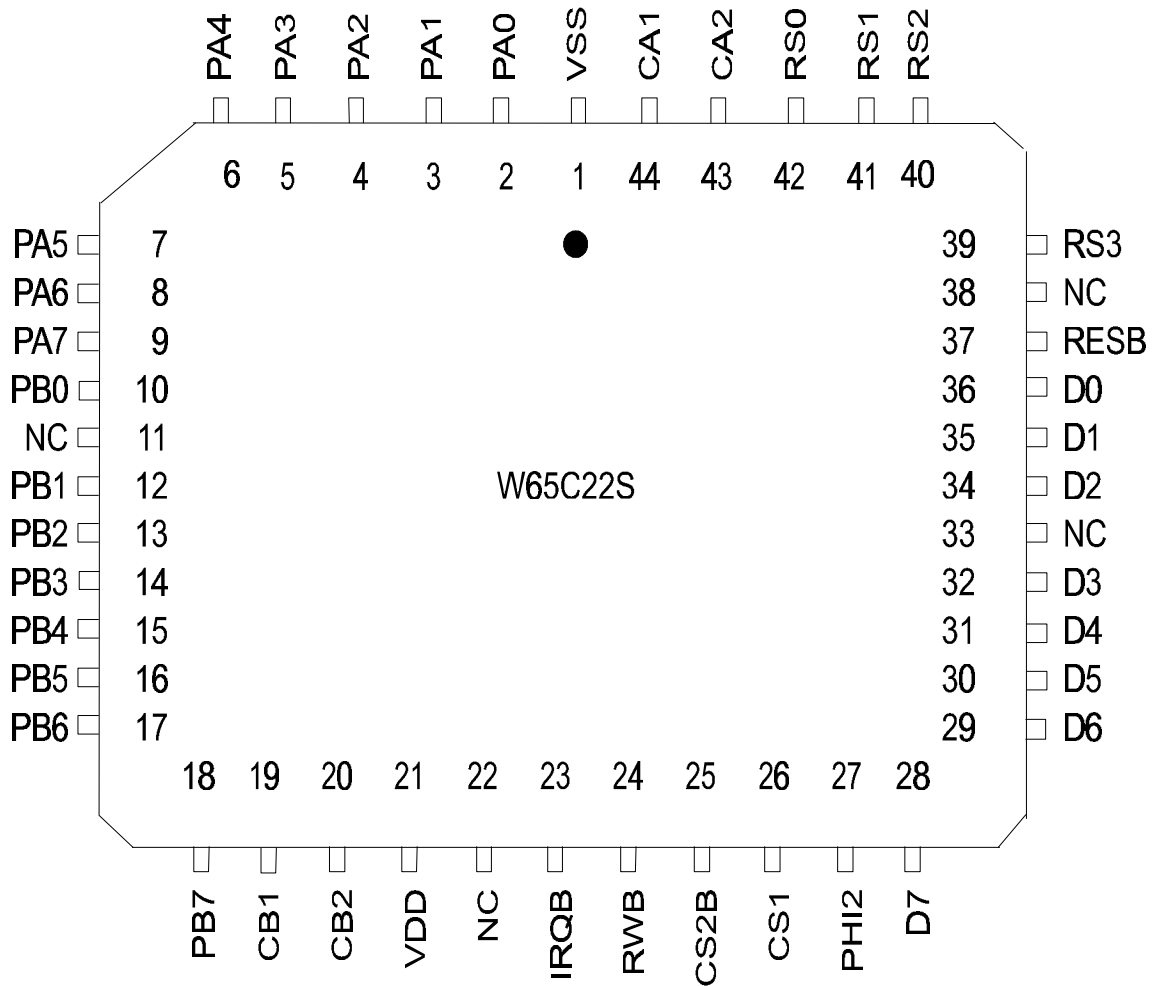 PA4 PA3 PA2 PA1 PA0 VSS CA1 CA2 RS0 RS1 RS2
6 5 4 3 2 1 44 43 42 41 40
PA5 7 39 RS3
PA6 8 38 NC
PA7 9 37 RESB
PB0 10 36 D0
NC 11 35 D1
PB1 12 W65C22S 34 D2
PB2 13 33 NC
PB3 14 32 D3
PB4 15 31 D4
PB5 16 30 D5
PB6 17 29 D6
18 19 20 21 22 23 24 25 26 27 28
PB7 CB1 CB2 VDD NC IRQB RWB CS2B CS1 PHI2 D7